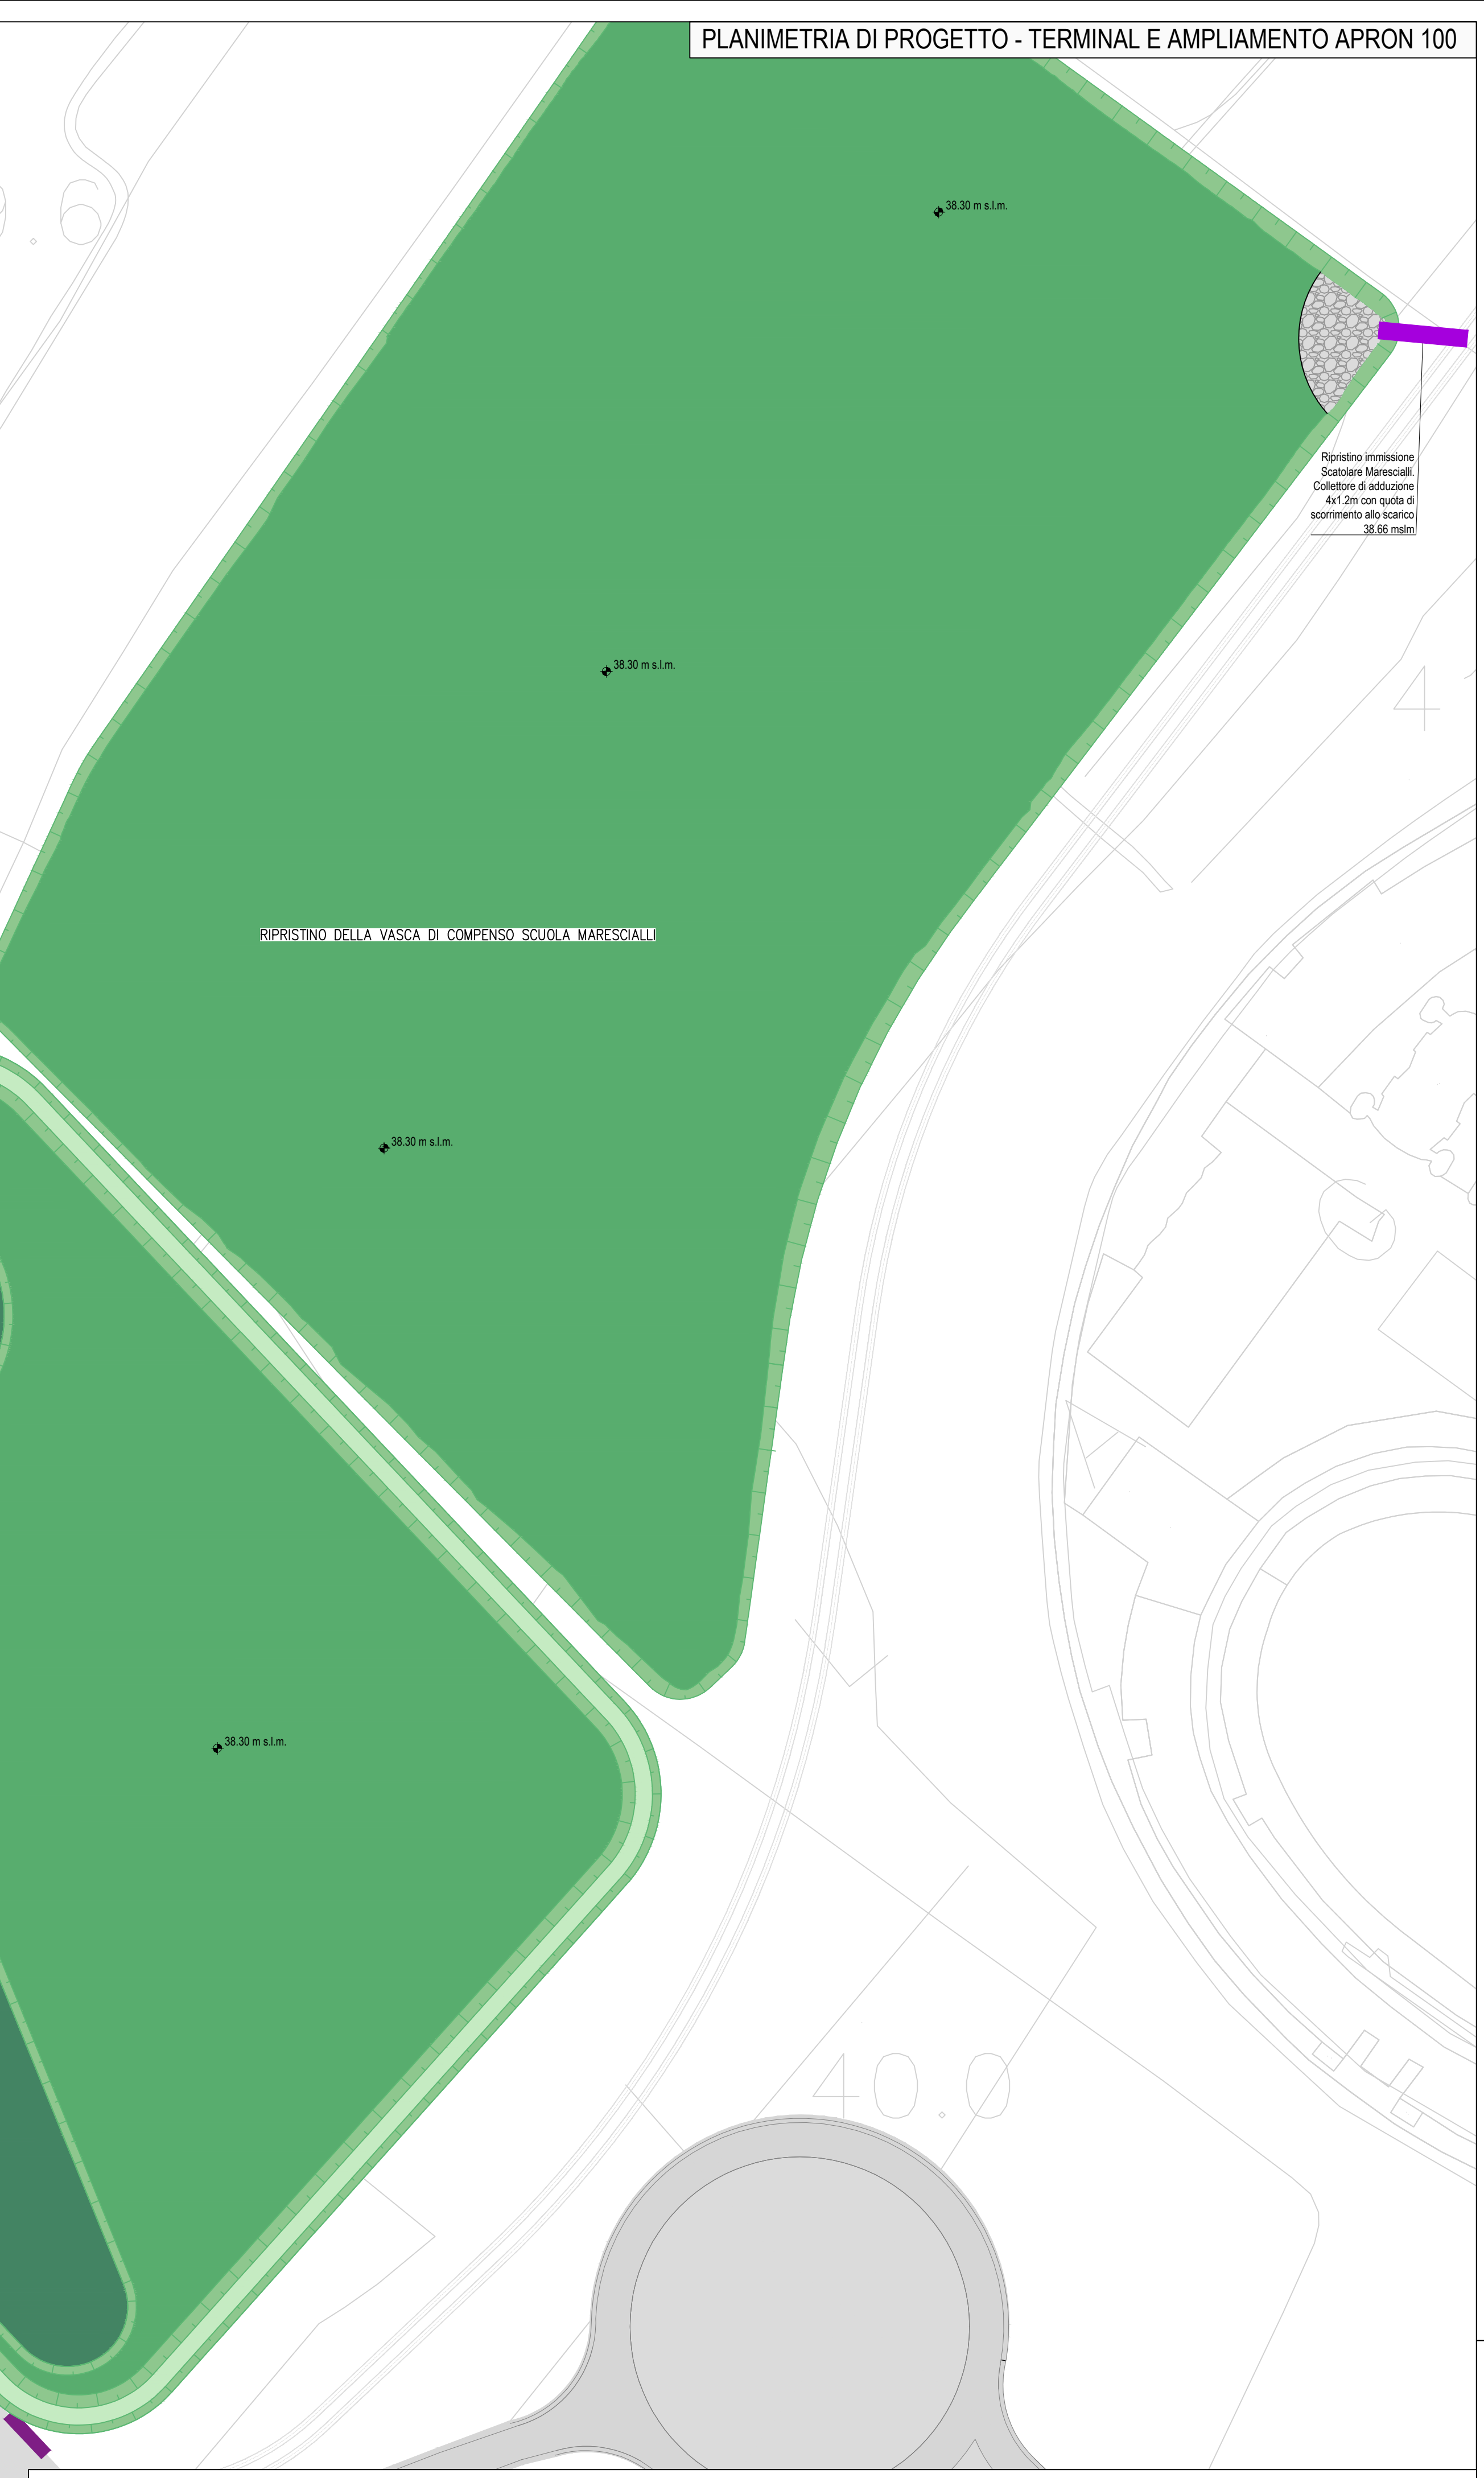 PLANIMETRIA DI PROGETTO - TERMINAL E AMPLIAMENTO APRON 100
38.30 m s.l.m.
Ripristino immissione
Scatolare Marescialli.
Collettore di adduzione
4x1.2m con quota di
scorrimento allo scarico
38.66 mslm
38.30 m s.l.m.
4
RIPRISTINO DELLA VASCA DI COMPENSO SCUOLA MARESCIALLI
38.30 m s.l.m.
38.30 m s.l.m.
40.0